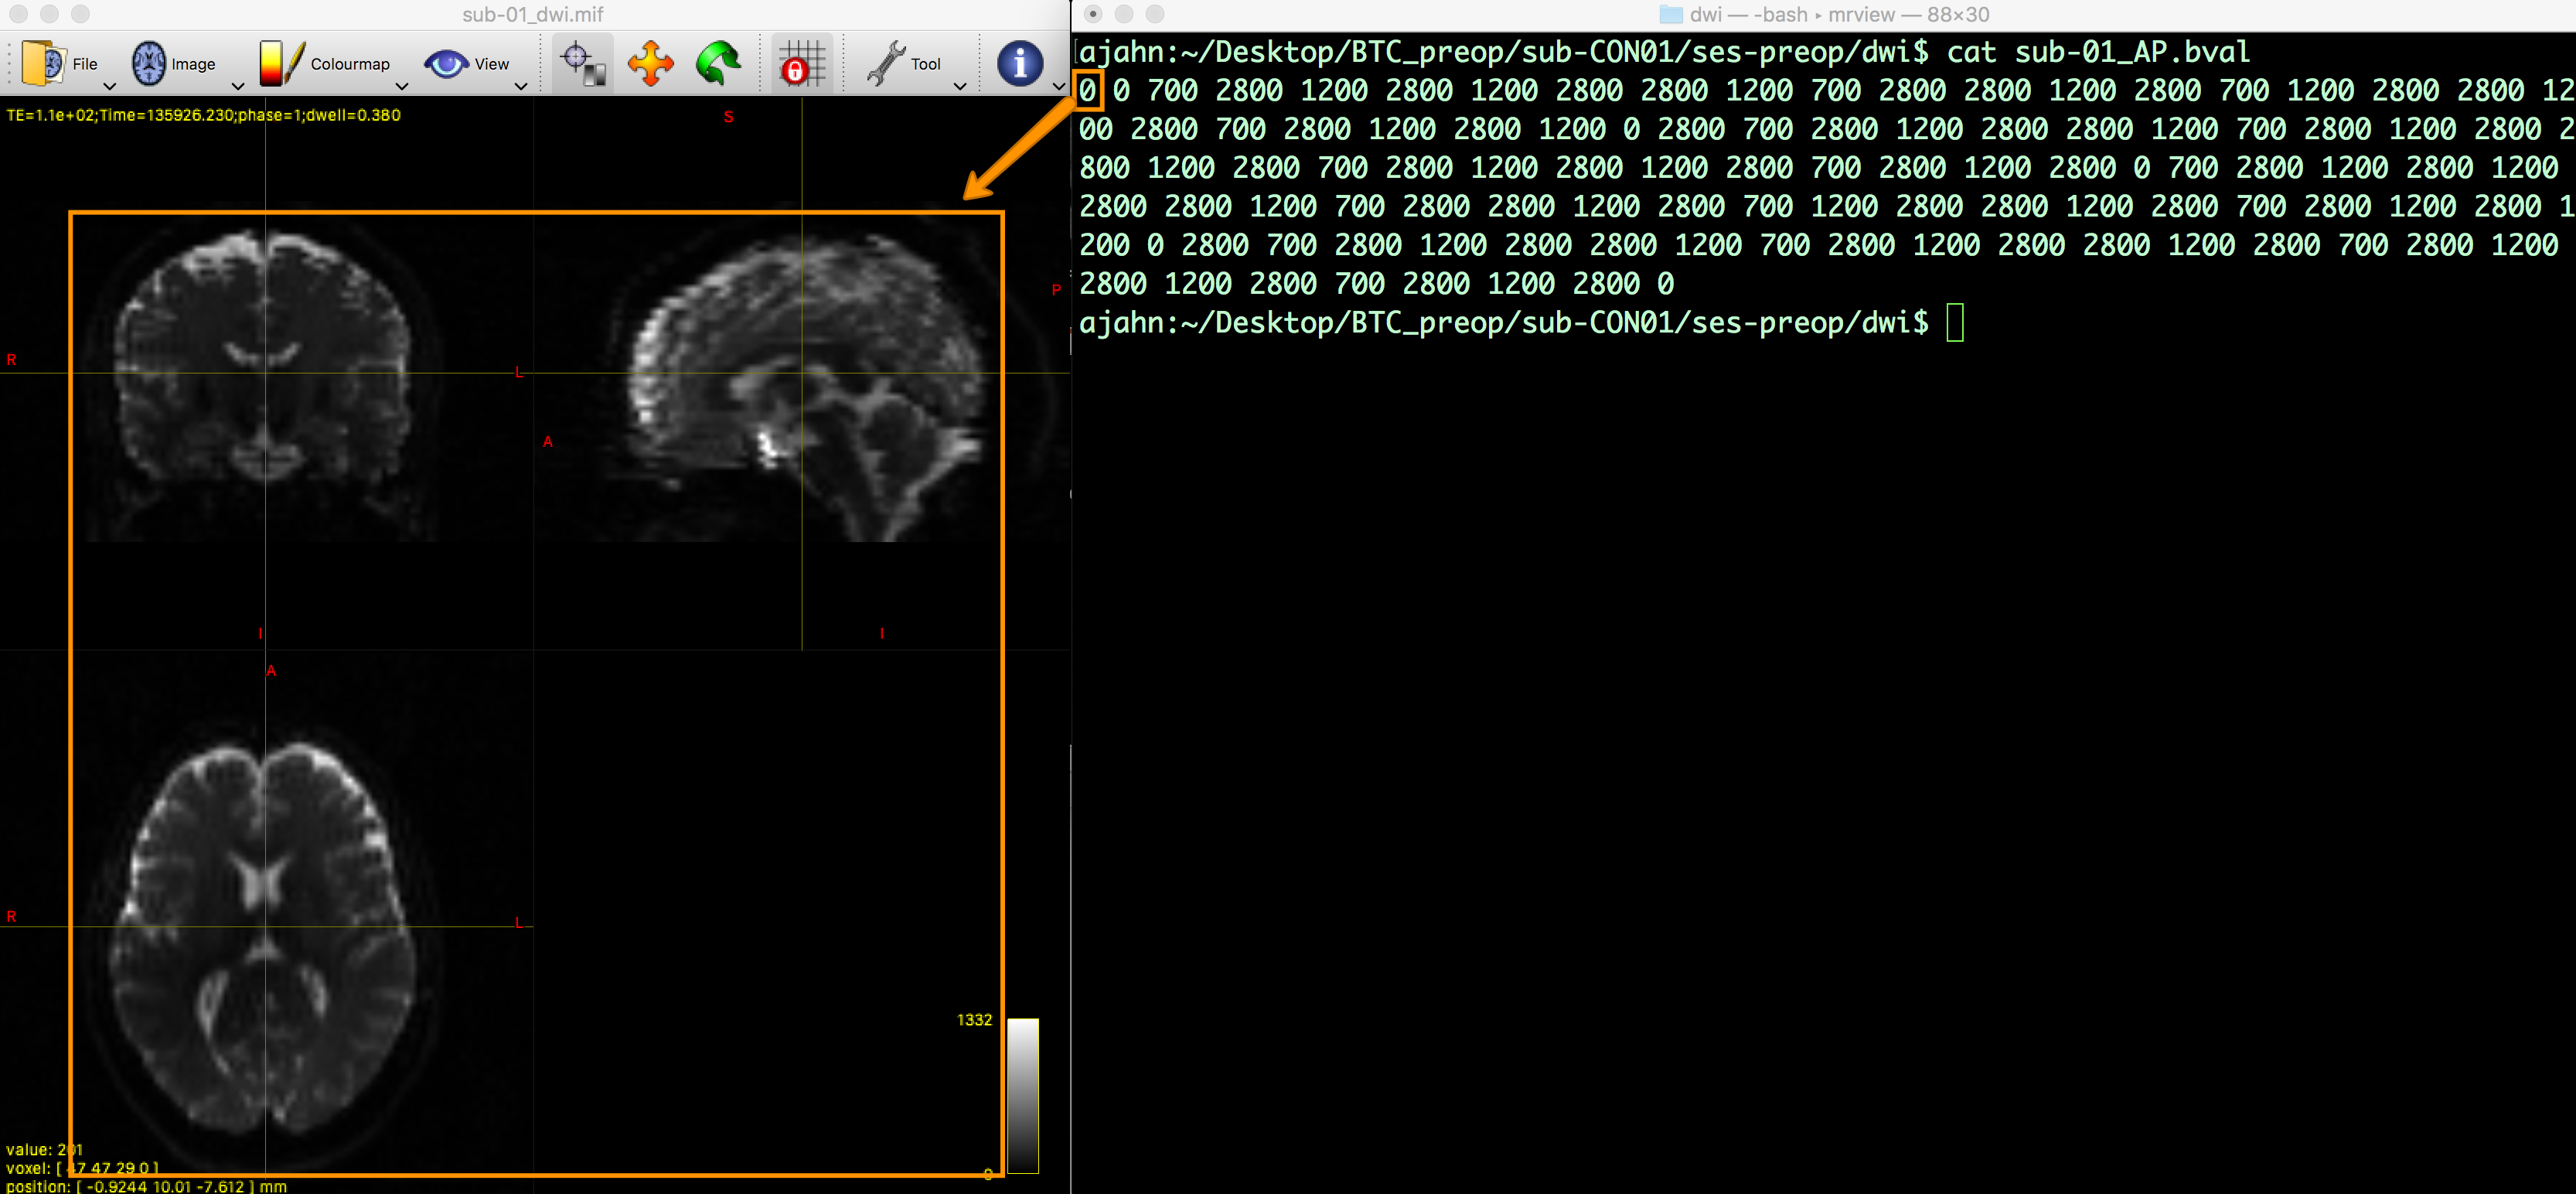 sub-01_dwi.mif
File
Image
Colourmap
View
Tool
TE=1.1e+02;Time=135926.230;phase=1;dwell=0.380
S
P
R
L
A
I
I
A
R
L
1332
0
value: 201
voxel: [ 47 47 29 0 ]
position: [ -0.9244 10.01 -7.612 ] mm
dwi — -bash ▸ mrview — 88×30
[ajahn:~/Desktop/BTC_preop/sub-CON01/ses-preop/dwi$ cat sub-01_AP.bval
0 0 700 2800 1200 2800 1200 2800 2800 1200 700 2800 2800 1200 2800 700 1200 2800 2800 12
00 2800 700 2800 1200 2800 1200 0 2800 700 2800 1200 2800 2800 1200 700 2800 1200 2800 2
800 1200 2800 700 2800 1200 2800 1200 2800 700 2800 1200 2800 0 700 2800 1200 2800 1200
2800 2800 1200 700 2800 2800 1200 2800 700 1200 2800 2800 1200 2800 700 2800 1200 2800 1
200 0 2800 700 2800 1200 2800 2800 1200 700 2800 1200 2800 2800 1200 2800 700 2800 1200
2800 1200 2800 700 2800 1200 2800 0
ajahn:~/Desktop/BTC_preop/sub-CON01/ses-preop/dwi$